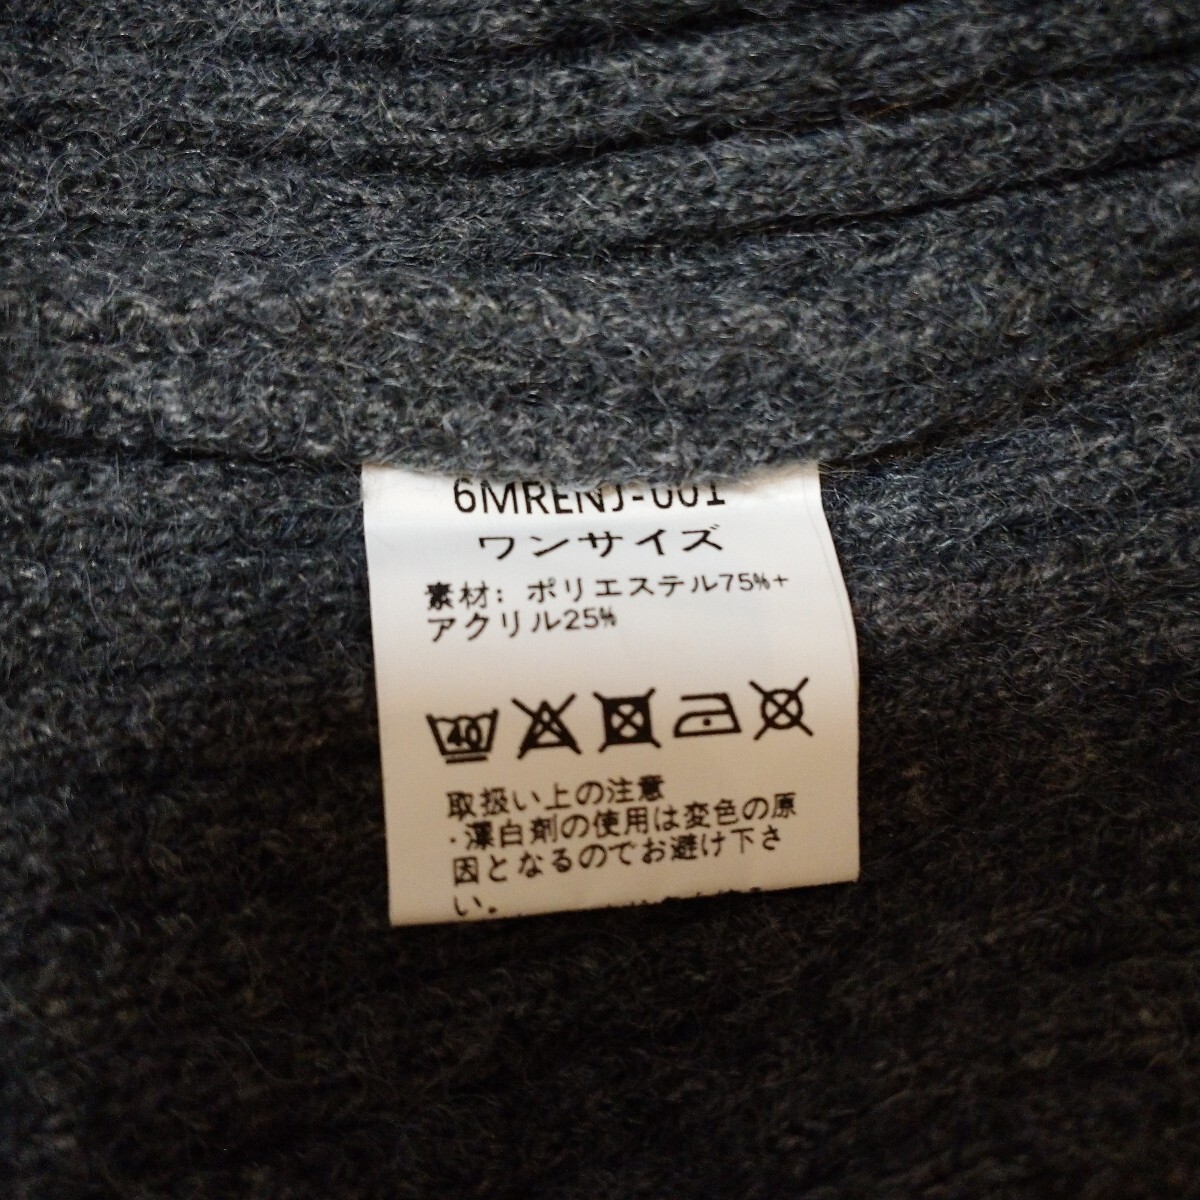 6MRENJ-001
ワンサイズ
素材: ポリエステル75%+
アクリル25%
40
取扱い上の注意
・漂白剤の使用は変色の原
因となるのでお避け下さ
い。